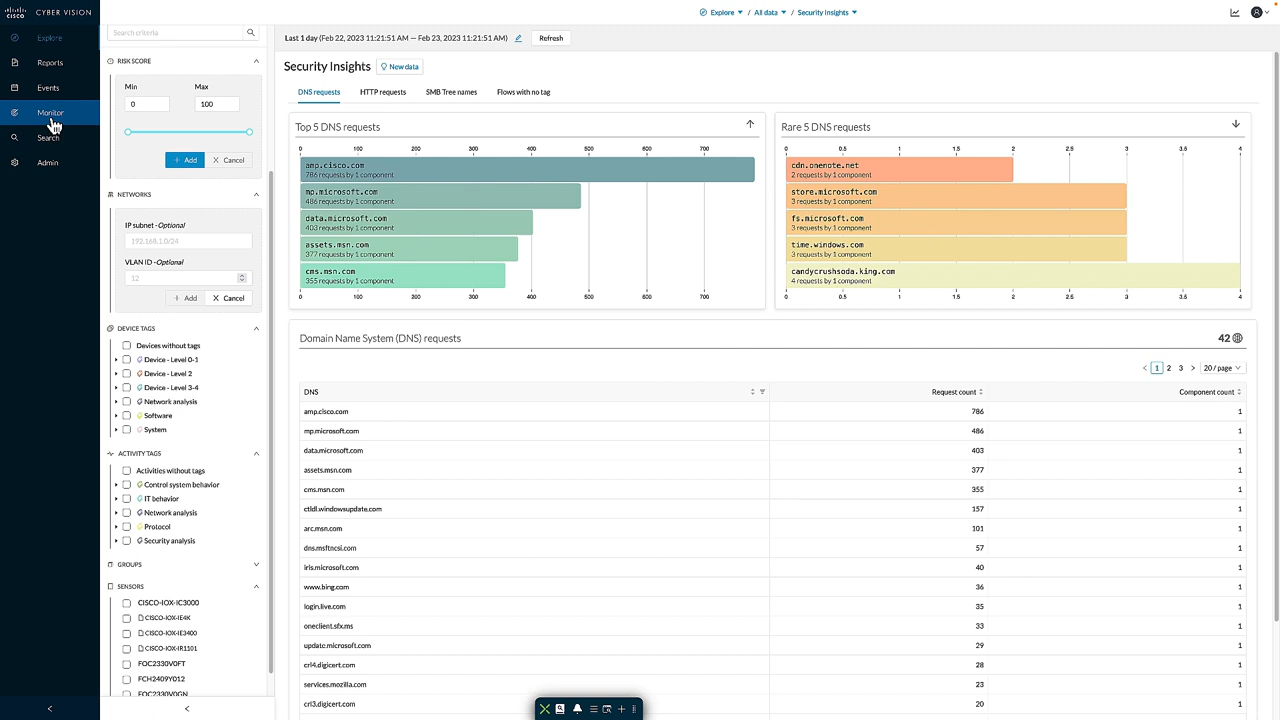 CISCO CYBER VISION
Explore
Reports
Events
Monitor
Search
Admin
Search criteria
RISK SCORE
Min Max
0 100
+ Add × Cancel
NETWORKS
IP subnet - Optional
192.168.1.0/24
VLAN ID - Optional
12
+ Add × Cancel
DEVICE TAGS
Devices without tags
Device - Level 0-1
Device - Level 2
Device - Level 3-4
Network analysis
Software
System
ACTIVITY TAGS
Activities without tags
Control system behavior
IT behavior
Network analysis
Protocol
Security analysis
GROUPS
SENSORS
CISCO-IOX-IC3000
CISCO-IOX-IE4K
CISCO-IOX-IE3400
CISCO-IOX-IR1101
FOC2330V0FT
FCH2409Y012
FOC2330V0GN
Explore / All data / Security Insights
Last 1 day (Feb 22, 2023 11:21:51 AM — Feb 23, 2023 11:21:51 AM) Refresh
Security Insights New data
DNS requests HTTP requests SMB Tree names Flows with no tag
Top 5 DNS requests
0 100 200 300 400 500 600 700
amp.cisco.com
786 requests by 1 component
mp.microsoft.com
486 requests by 1 component
data.microsoft.com
403 requests by 1 component
assets.msn.com
377 requests by 1 component
cms.msn.com
355 requests by 1 component
0 100 200 300 400 500 600 700
Rare 5 DNS requests
0 0.5 1 1.5 2 2.5 3 3.5 4
cdn.onenote.net
2 requests by 1 component
store.microsoft.com
3 requests by 1 component
fs.microsoft.com
3 requests by 1 component
time.windows.com
3 requests by 1 component
candycrushsoda.king.com
4 requests by 1 component
0 0.5 1 1.5 2 2.5 3 3.5 4
Domain Name System (DNS) requests 42
< 1 2 3 > 20 / page
DNS Request count Component count
amp.cisco.com 786 1
mp.microsoft.com 486 1
data.microsoft.com 403 1
assets.msn.com 377 1
cms.msn.com 355 1
ctldl.windowsupdate.com 157 1
arc.msn.com 101 1
dns.msftncsi.com 57 1
iris.microsoft.com 40 1
www.bing.com 36 1
login.live.com 35 1
oneclient.sfx.ms 33 1
update.microsoft.com 29 1
crl4.digicert.com 28 1
services.mozilla.com 23 1
crl3.digicert.com 20 1